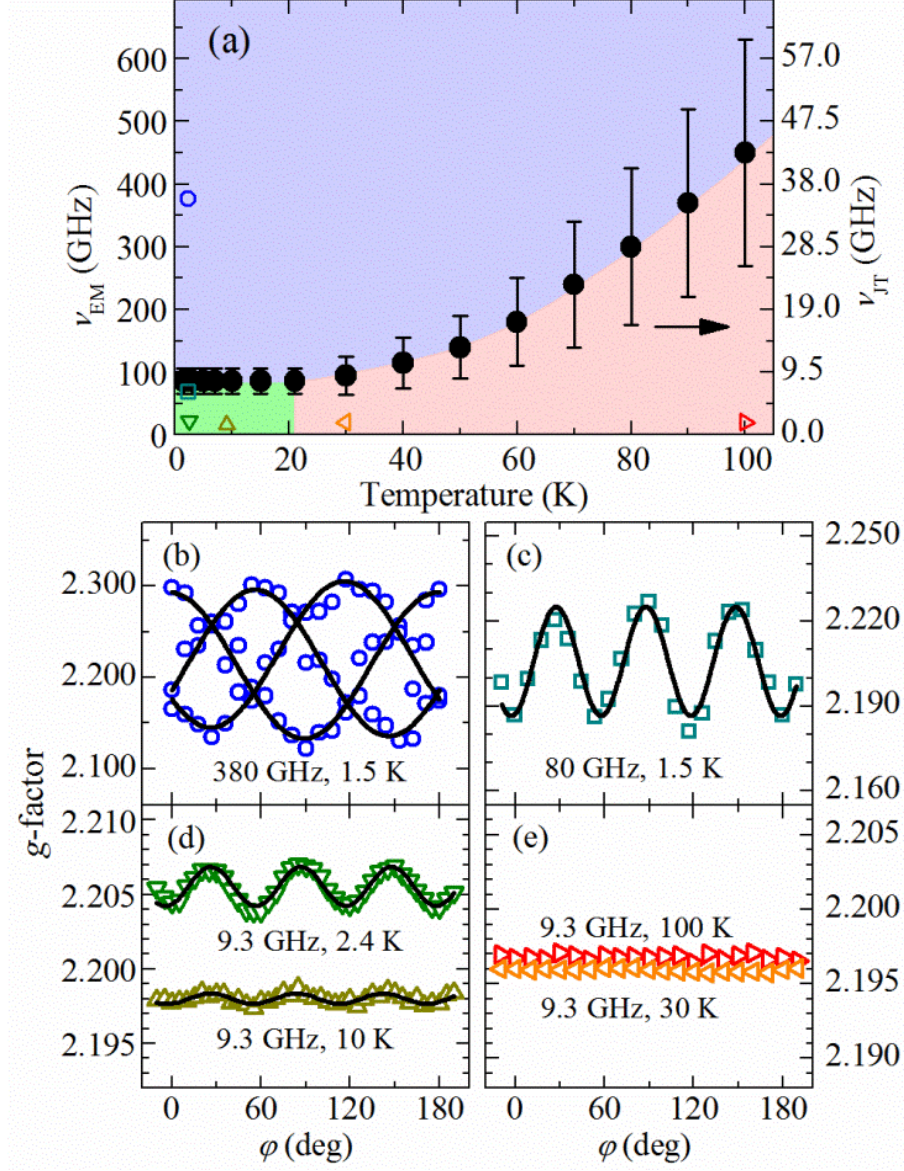 (a)
600
500
400
300
200
100
0
ν_EM (GHz)
57.0
47.5
38.0
28.5
19.0
9.5
0.0
ν_JT (GHz)
0 20 40 60 80 100
Temperature (K)
(b)
2.300
2.200
2.100
380 GHz, 1.5 K
(c)
2.250
2.220
2.190
2.160
80 GHz, 1.5 K
g-factor
(d)
2.210
2.205
2.200
2.195
9.3 GHz, 2.4 K
9.3 GHz, 10 K
(e)
2.205
2.200
2.195
2.190
9.3 GHz, 100 K
9.3 GHz, 30 K
0 60 120 180
φ (deg)
0 60 120 180
φ (deg)